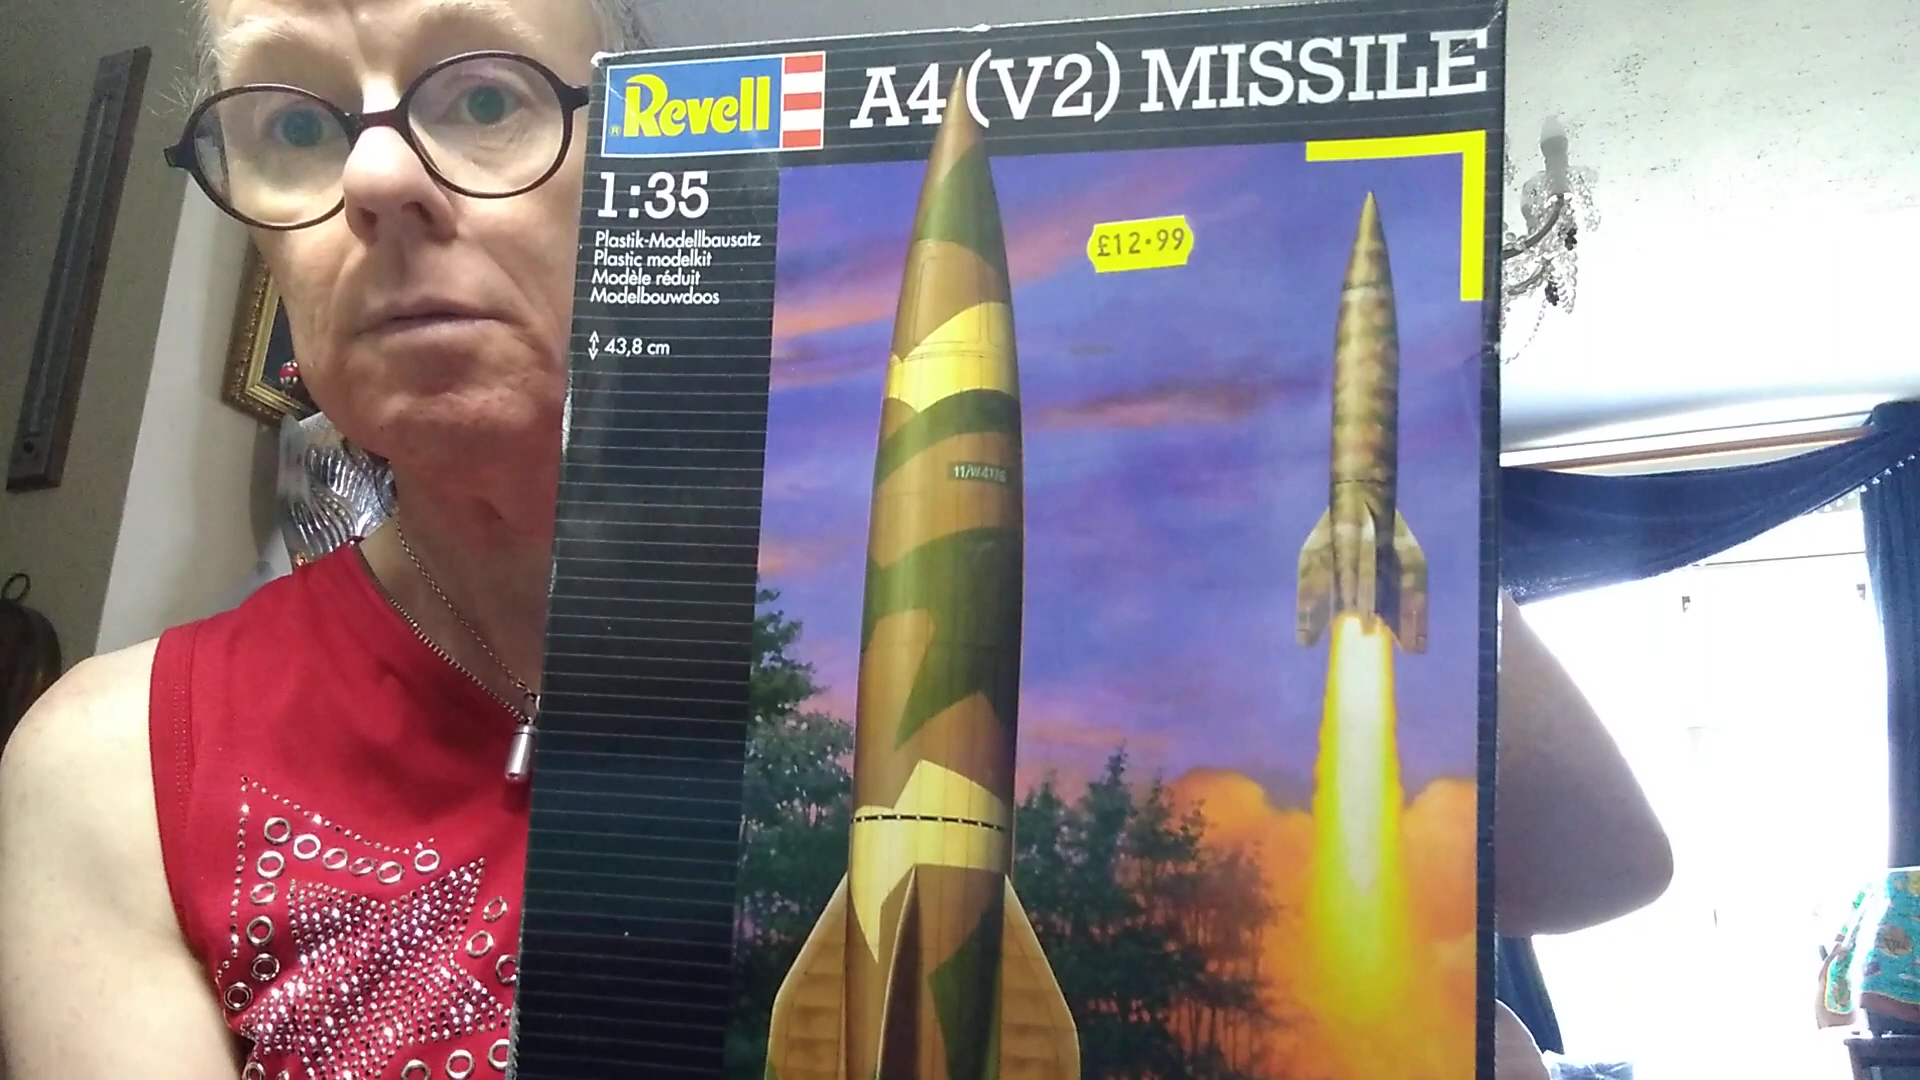 Revell
A4 (V2) MISSILE
1:35
Plastik-Modellbausatz
Plastic modelkit
Modèle réduit
Modelbouwdoos
43,8 cm
£12.99